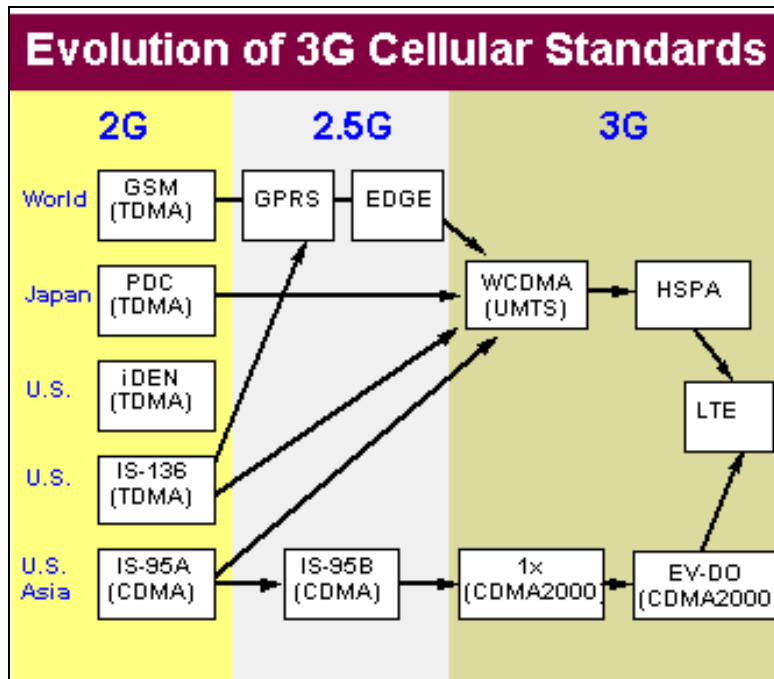 Evolution of 3G Cellular Standards
2G 2.5G 3G
World
GSM
(TDMA)
GPRS
EDGE
Japan
PDC
(TDMA)
WCDMA
(UMTS)
HSPA
U.S.
iDEN
(TDMA)
LTE
U.S.
IS-136
(TDMA)
U.S.
Asia
IS-95A
(CDMA)
IS-95B
(CDMA)
1x
(CDMA2000)
EV-DO
(CDMA2000